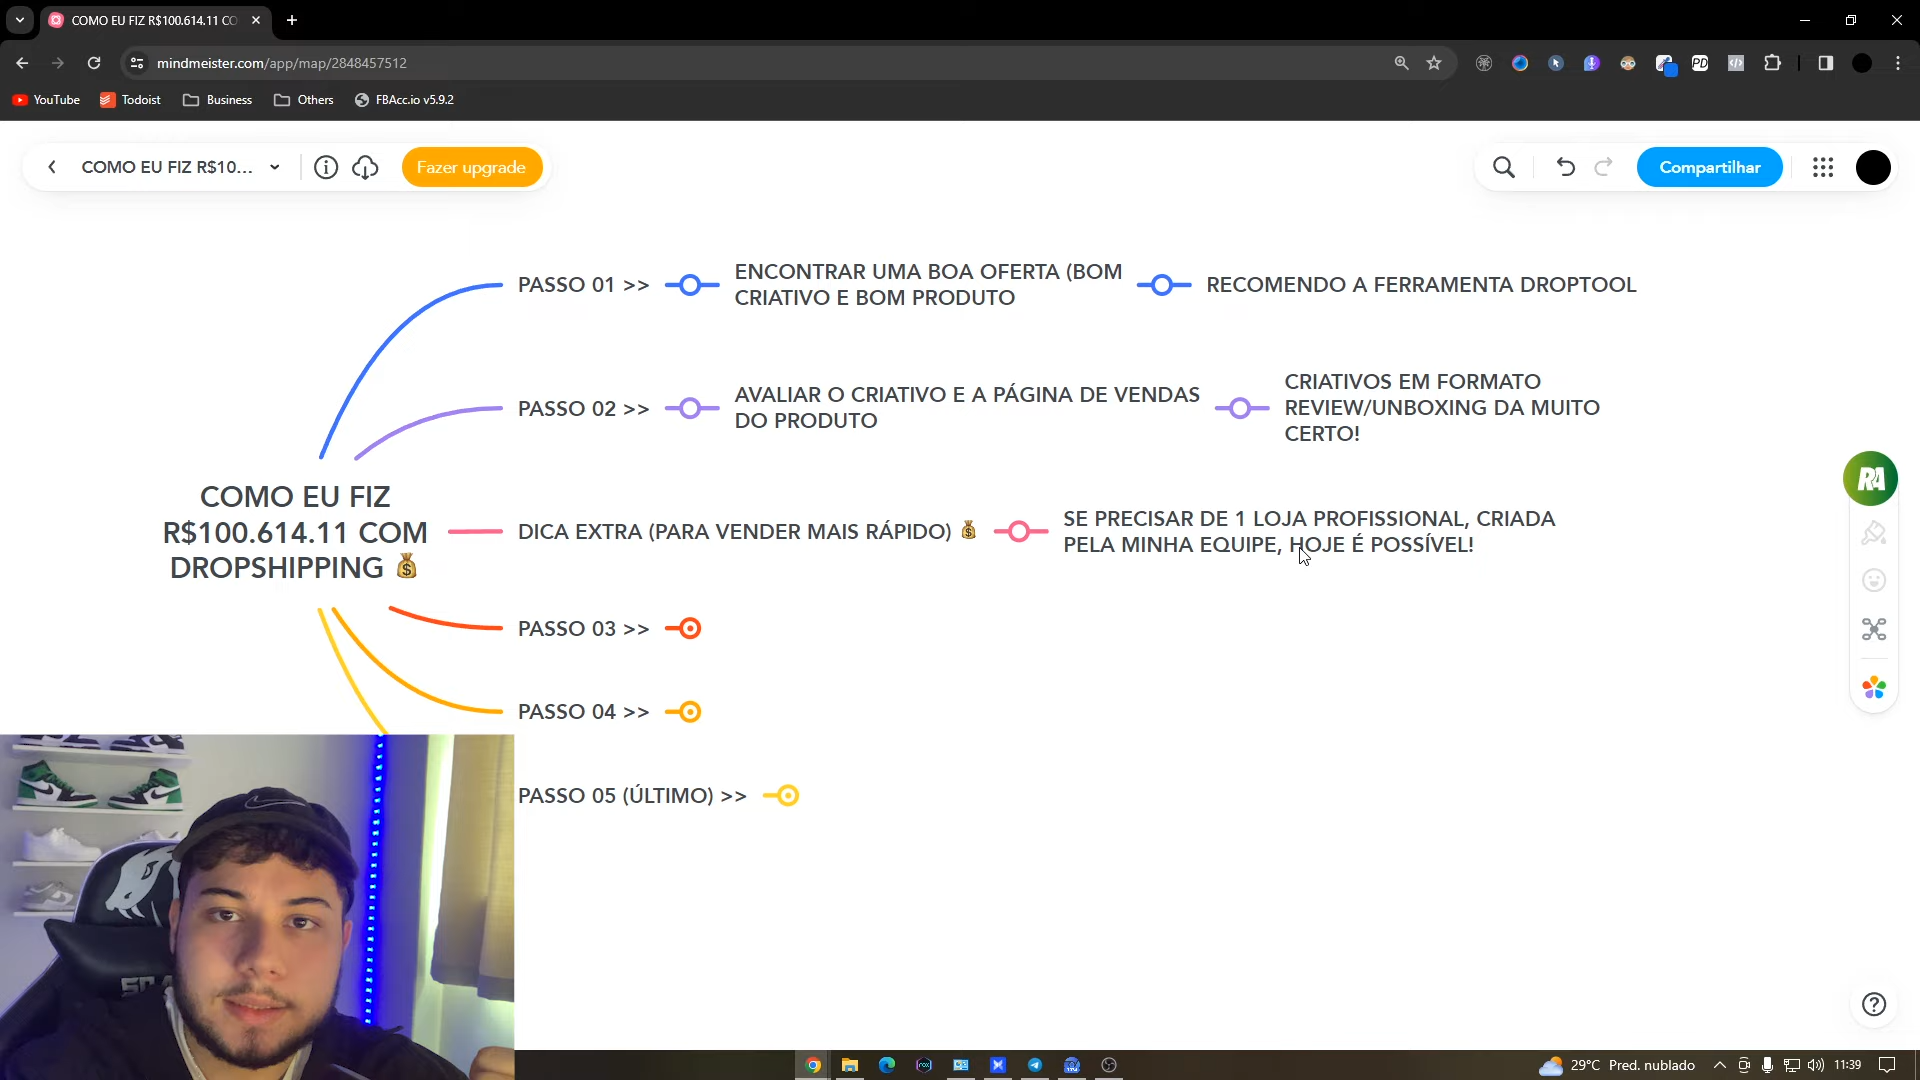 COMO EU FIZ R$100.614.11 CO
mindmeister.com/app/map/2848457512
YouTube
Todoist
Business
Others
FBAcc.io v5.9.2
COMO EU FIZ R$10...
Fazer upgrade
Compartilhar
PASSO 01 >>
ENCONTRAR UMA BOA OFERTA (BOM
CRIATIVO E BOM PRODUTO
RECOMENDO A FERRAMENTA DROPTOOL
PASSO 02 >>
AVALIAR O CRIATIVO E A PÁGINA DE VENDAS
DO PRODUTO
CRIATIVOS EM FORMATO
REVIEW/UNBOXING DA MUITO
CERTO!
COMO EU FIZ
R$100.614.11 COM
DROPSHIPPING 💰
DICA EXTRA (PARA VENDER MAIS RÁPIDO) 💰
SE PRECISAR DE 1 LOJA PROFISSIONAL, CRIADA
PELA MINHA EQUIPE, HOJE É POSSÍVEL!
PASSO 03 >>
PASSO 04 >>
PASSO 05 (ÚLTIMO) >>
RA
PD
29°C Pred. nublado
11:39